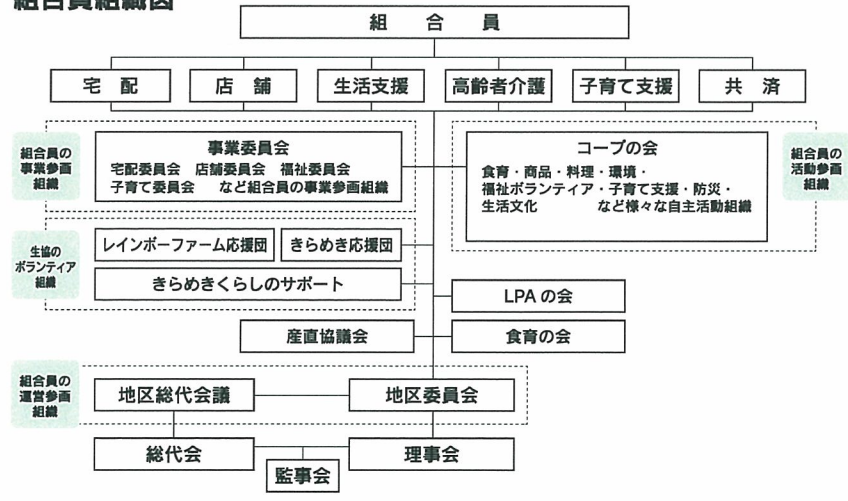 組合員組織図
組合員
宅配
店舗
生活支援
高齢者介護
子育て支援
共済
組合員の
事業参画
組織
事業委員会
宅配委員会 店舗委員会 福祉委員会
子育て委員会 など組合員の事業参画組織
コープの会
食育・商品・料理・環境・
福祉ボランティア・子育て支援・防災・
生活文化 など様々な自主活動組織
組合員の
活動参画
組織
生協の
ボランティア
組織
レインボーファーム応援団
きらめき応援団
きらめきくらしのサポート
LPAの会
産直協議会
食育の会
組合員の
運営参画
組織
地区総代会議
地区委員会
総代会
監事会
理事会